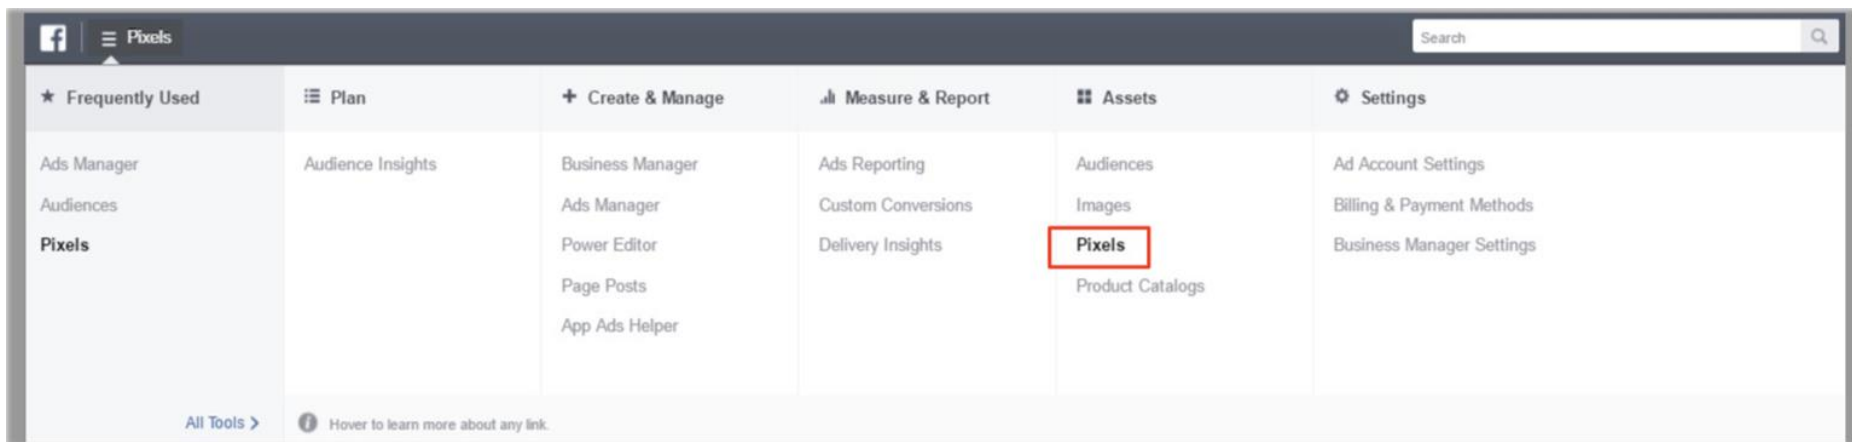 f Pixels
Search
Frequently Used
Plan
Create & Manage
Measure & Report
Assets
Settings
Ads Manager
Audiences
Pixels
All Tools
Audience Insights
Business Manager
Ads Manager
Power Editor
Page Posts
App Ads Helper
Ads Reporting
Custom Conversions
Delivery Insights
Audiences
Images
Pixels
Product Catalogs
Ad Account Settings
Billing & Payment Methods
Business Manager Settings
Hover to learn more about any link.